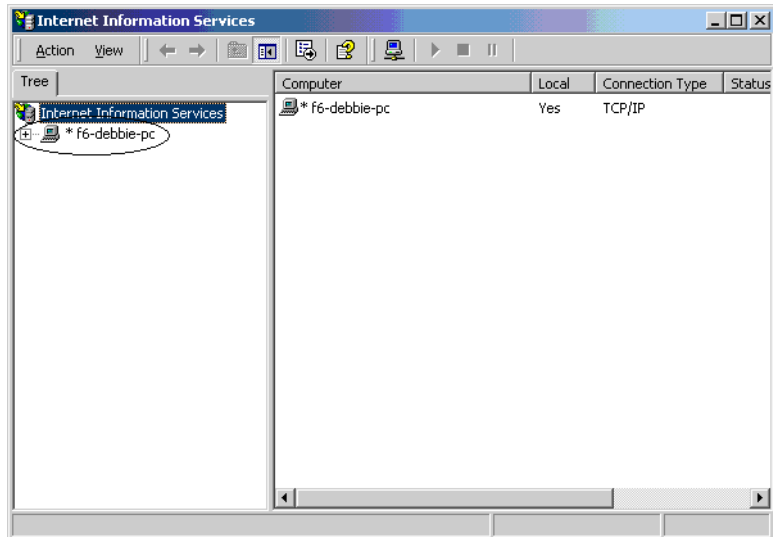 Internet Information Services
Action View
Tree
Computer Local Connection Type Status
Internet Information Services
* f6-debbie-pc
* f6-debbie-pc Yes TCP/IP